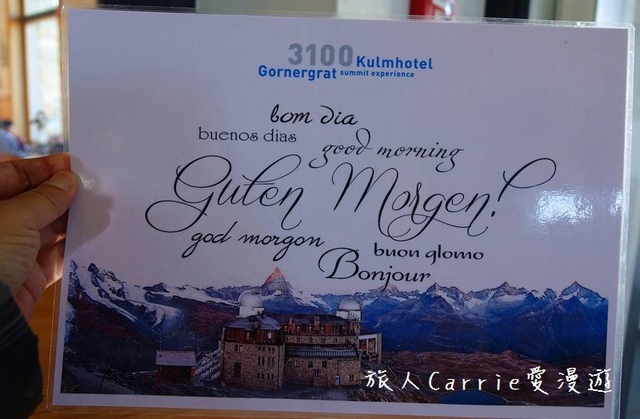 3100 Kulmhotel
Gornergrat summit experience
bom dia
buenos dias
good morning
Guten Morgen!
god morgon
buon glomo
Bonjour
旅人Carrie愛漫遊